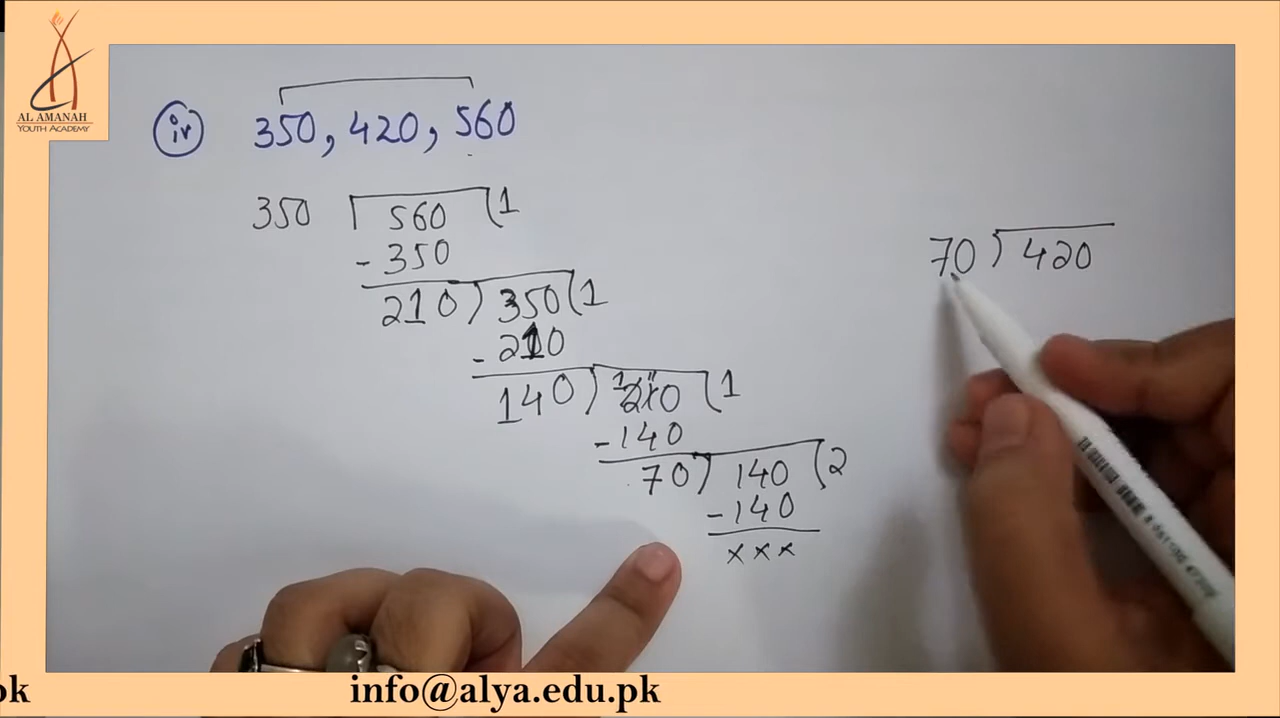 AL AMANAH
YOUTH ACADEMY
iv 350, 420, 560
350 560 1
- 350
210 ) 350 ( 1
- 210
140 ) 210 ( 1
- 140
70 ) 140 ( 2
- 140
× × ×
70 ) 420
pk
info@alya.edu.pk